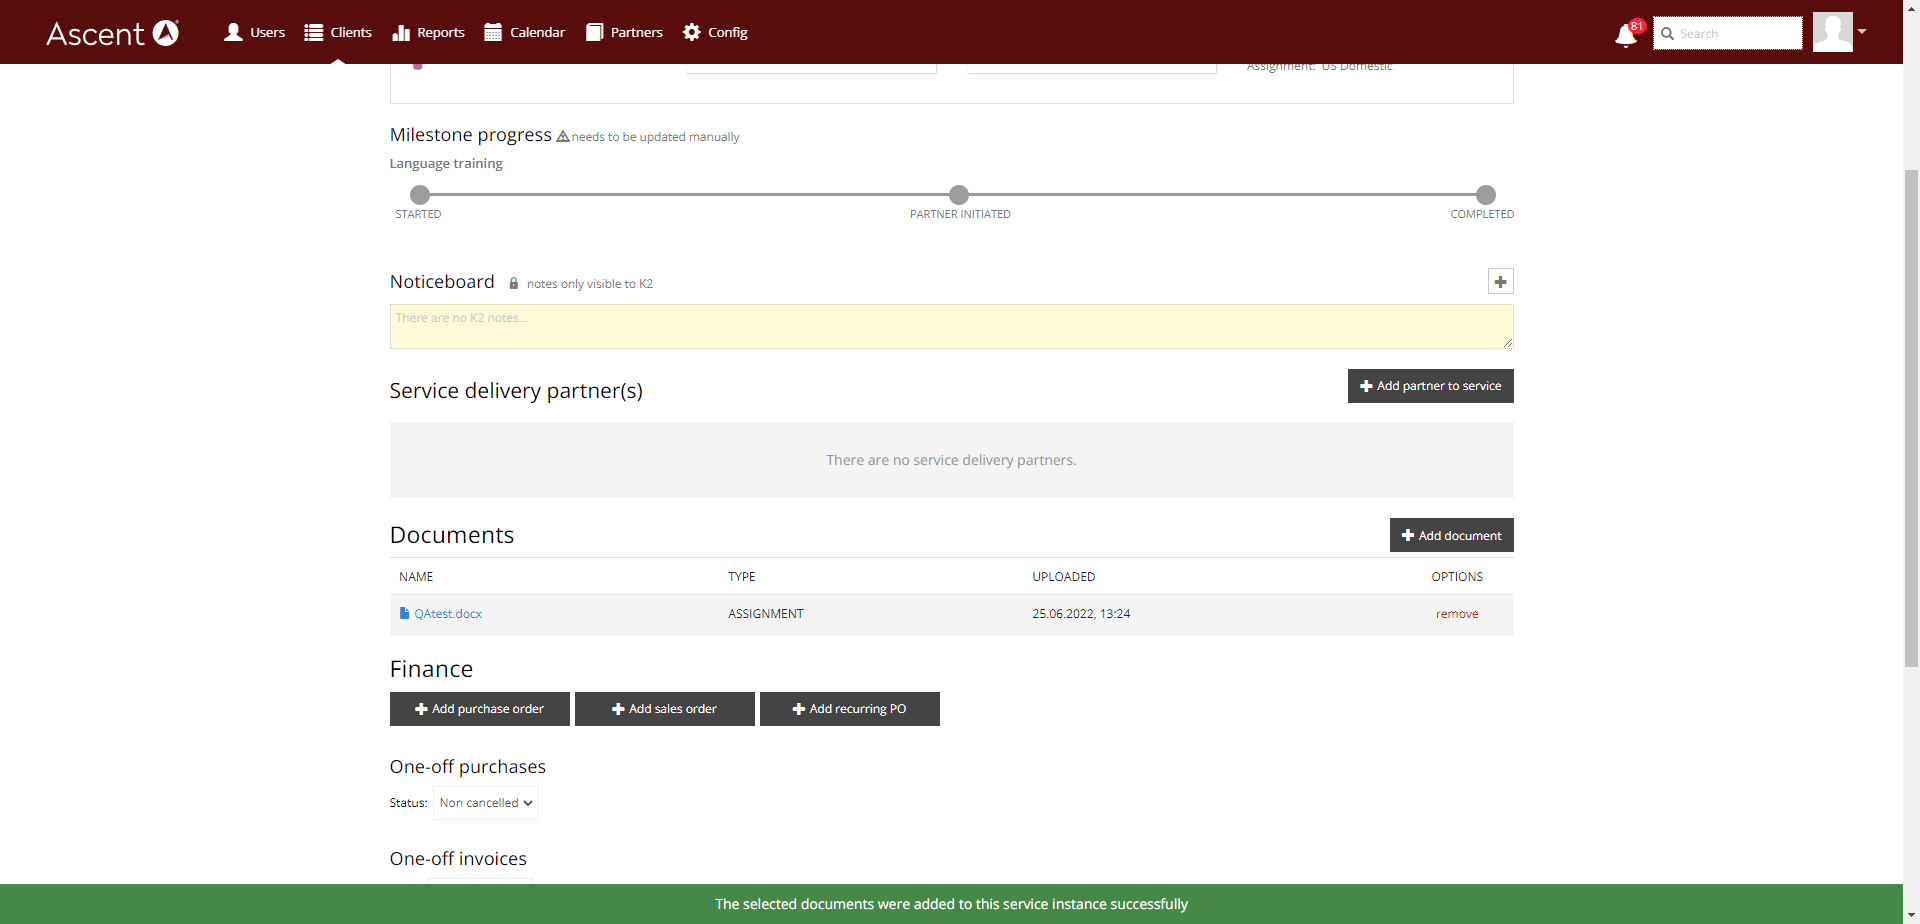 Ascent
Users
Clients
Reports
Calendar
Partners
Config
81
Search
Assignment: US Domestic
Milestone progress needs to be updated manually
Language training
STARTED
PARTNER INITIATED
COMPLETED
Noticeboard notes only visible to K2
There are no K2 notes...
Service delivery partner(s)
Add partner to service
There are no service delivery partners.
Documents
Add document
NAME TYPE UPLOADED OPTIONS
QAtest.docx ASSIGNMENT 25.06.2022, 13:24 remove
Finance
Add purchase order
Add sales order
Add recurring PO
One-off purchases
Status: Non cancelled
One-off invoices
The selected documents were added to this service instance successfully